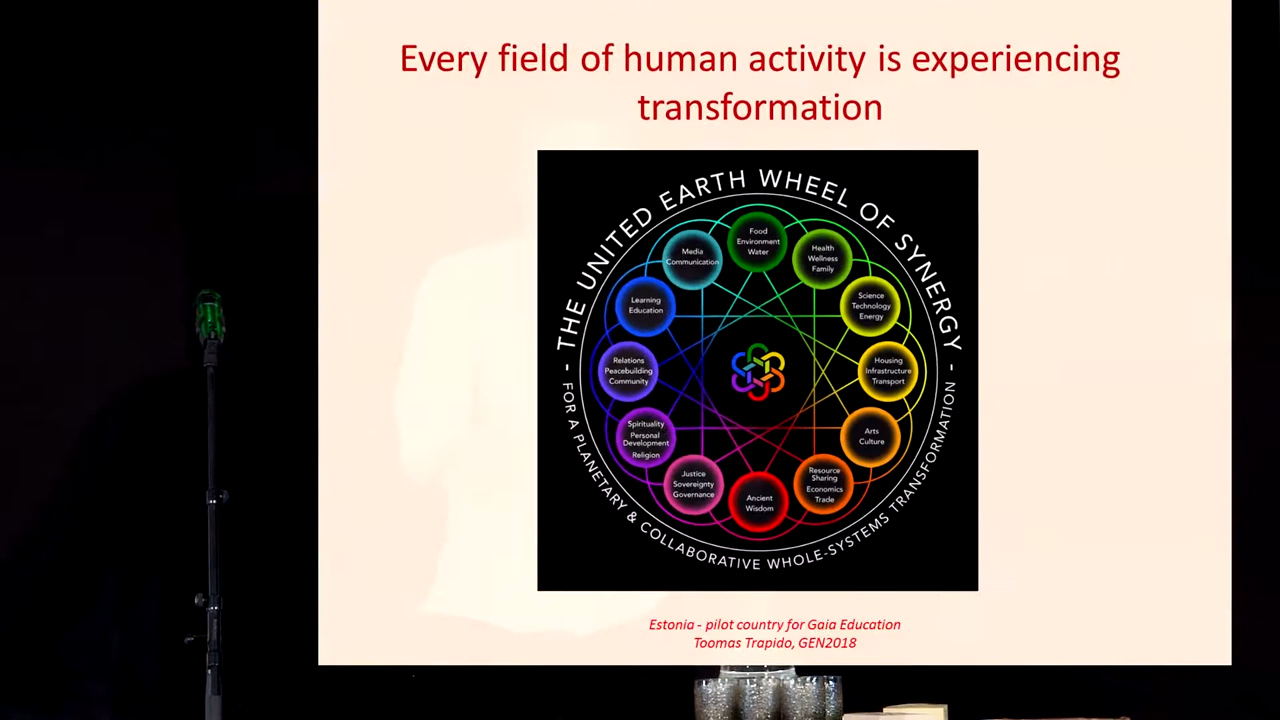 Every field of human activity is experiencing
transformation
- THE UNITED EARTH WHEEL OF SYNERGY -
Food
Environment
Water
Health
Wellness
Family
Science
Technology
Energy
Housing
Infrastructure
Transport
Arts
Culture
Resource
Sharing
Economics
Trade
Ancient
Wisdom
Justice
Sovereignty
Governance
Spirituality
Personal
Development
Religion
Relations
Peacebuilding
Community
Learning
Education
Media
Communication
FOR A PLANETARY & COLLABORATIVE WHOLE-SYSTEMS TRANSFORMATION
Estonia - pilot country for Gaia Education
Toomas Trapido, GEN2018